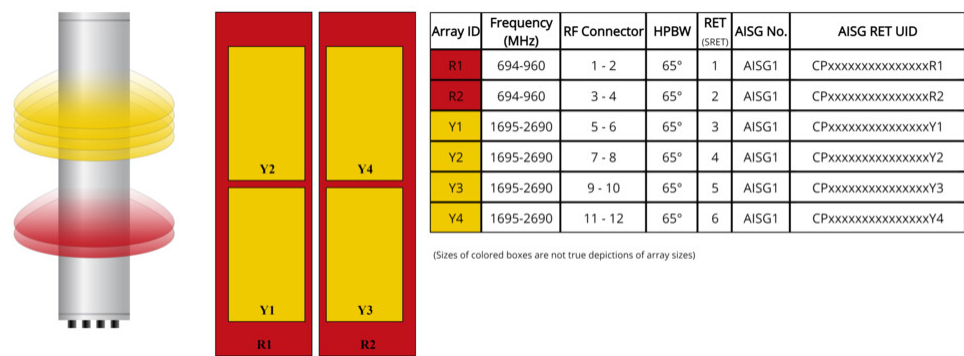 Y2 Y4
Y1 Y3
R1 R2
Array ID Frequency (MHz) RF Connector HPBW RET (SRET) AISG No. AISG RET UID
R1 694-960 1 - 2 65° 1 AISG1 CPxxxxxxxxxxxxxxxR1
R2 694-960 3 - 4 65° 2 AISG1 CPxxxxxxxxxxxxxxxR2
Y1 1695-2690 5 - 6 65° 3 AISG1 CPxxxxxxxxxxxxxxxY1
Y2 1695-2690 7 - 8 65° 4 AISG1 CPxxxxxxxxxxxxxxxY2
Y3 1695-2690 9 - 10 65° 5 AISG1 CPxxxxxxxxxxxxxxxY3
Y4 1695-2690 11 - 12 65° 6 AISG1 CPxxxxxxxxxxxxxxxY4
(Sizes of colored boxes are not true depictions of array sizes)